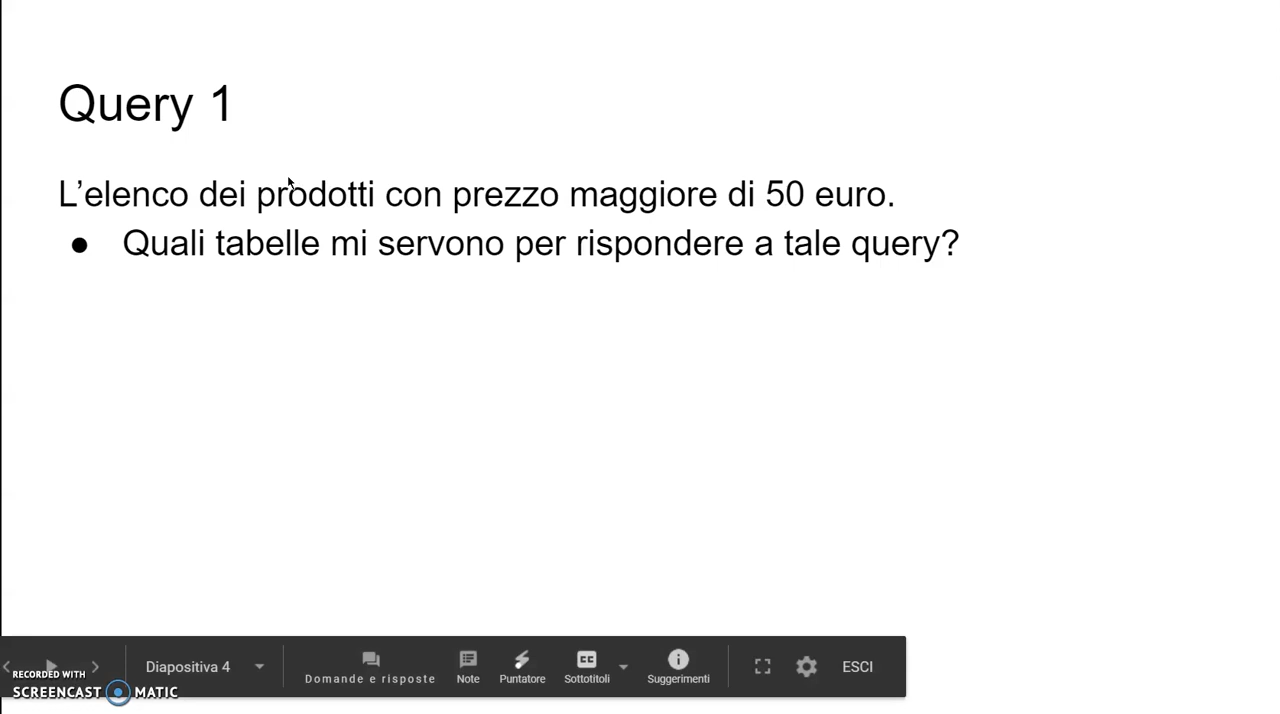 Query 1
L’elenco dei prodotti con prezzo maggiore di 50 euro.
● Quali tabelle mi servono per rispondere a tale query?
Diapositiva 4
Domande e risposte
Note
Puntatore
CC
Sottotitoli
Suggerimenti
ESCI
RECORDED WITH
SCREENCAST MATIC